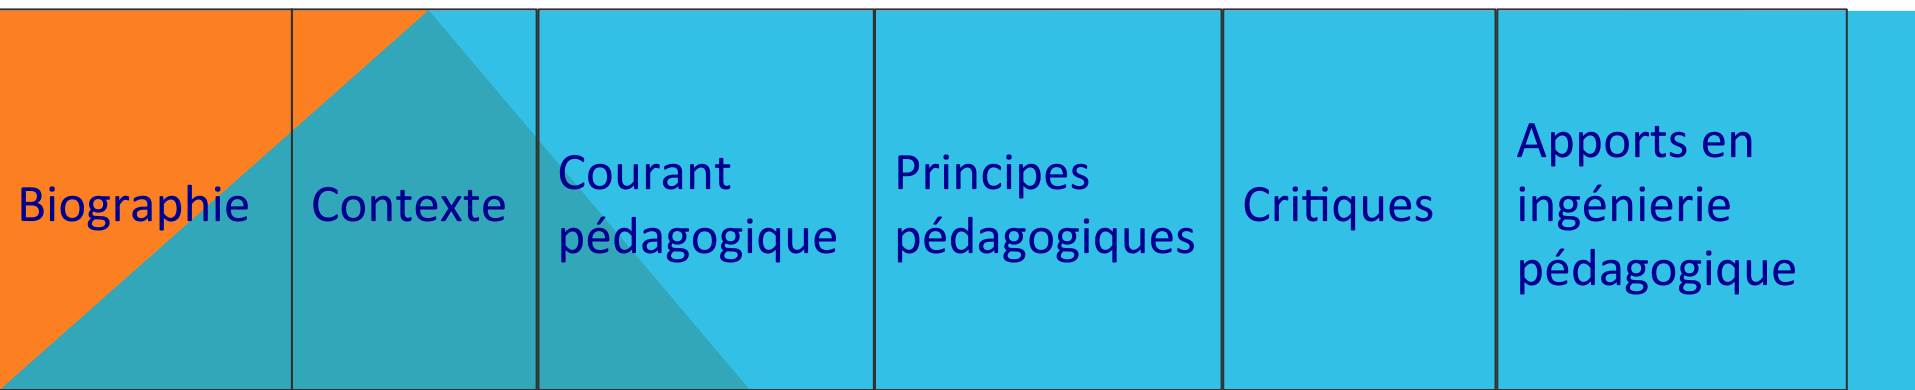 Biographie
Contexte
Courant
pédagogique
Principes
pédagogiques
Critiques
Apports en
ingénierie
pédagogique